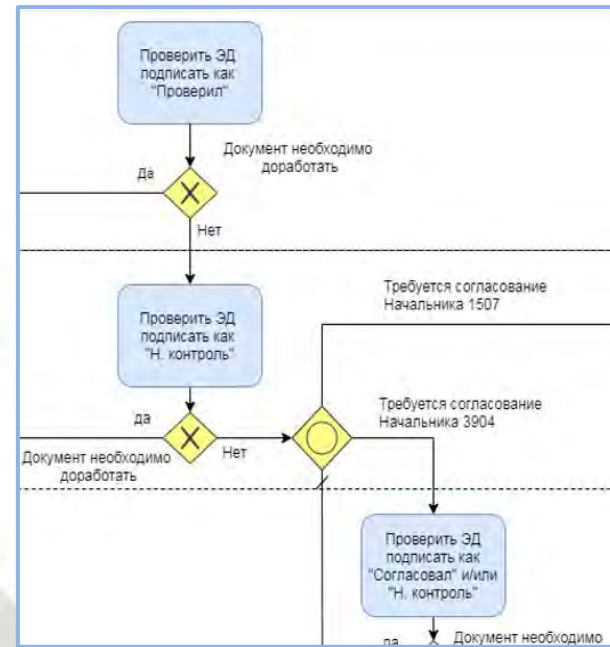 Проверить ЭД
подписать как
"Проверил"
Документ необходимо
доработать
Да
Нет
Проверить ЭД
подписать как
"Н. контроль"
Требуется согласование
Начальника 1507
да
Нет
Документ необходимо
доработать
Требуется согласование
Начальника 3904
Проверить ЭД
подписать как
"Согласовал" и/или
"Н. контроль"
да
Документ необходимо